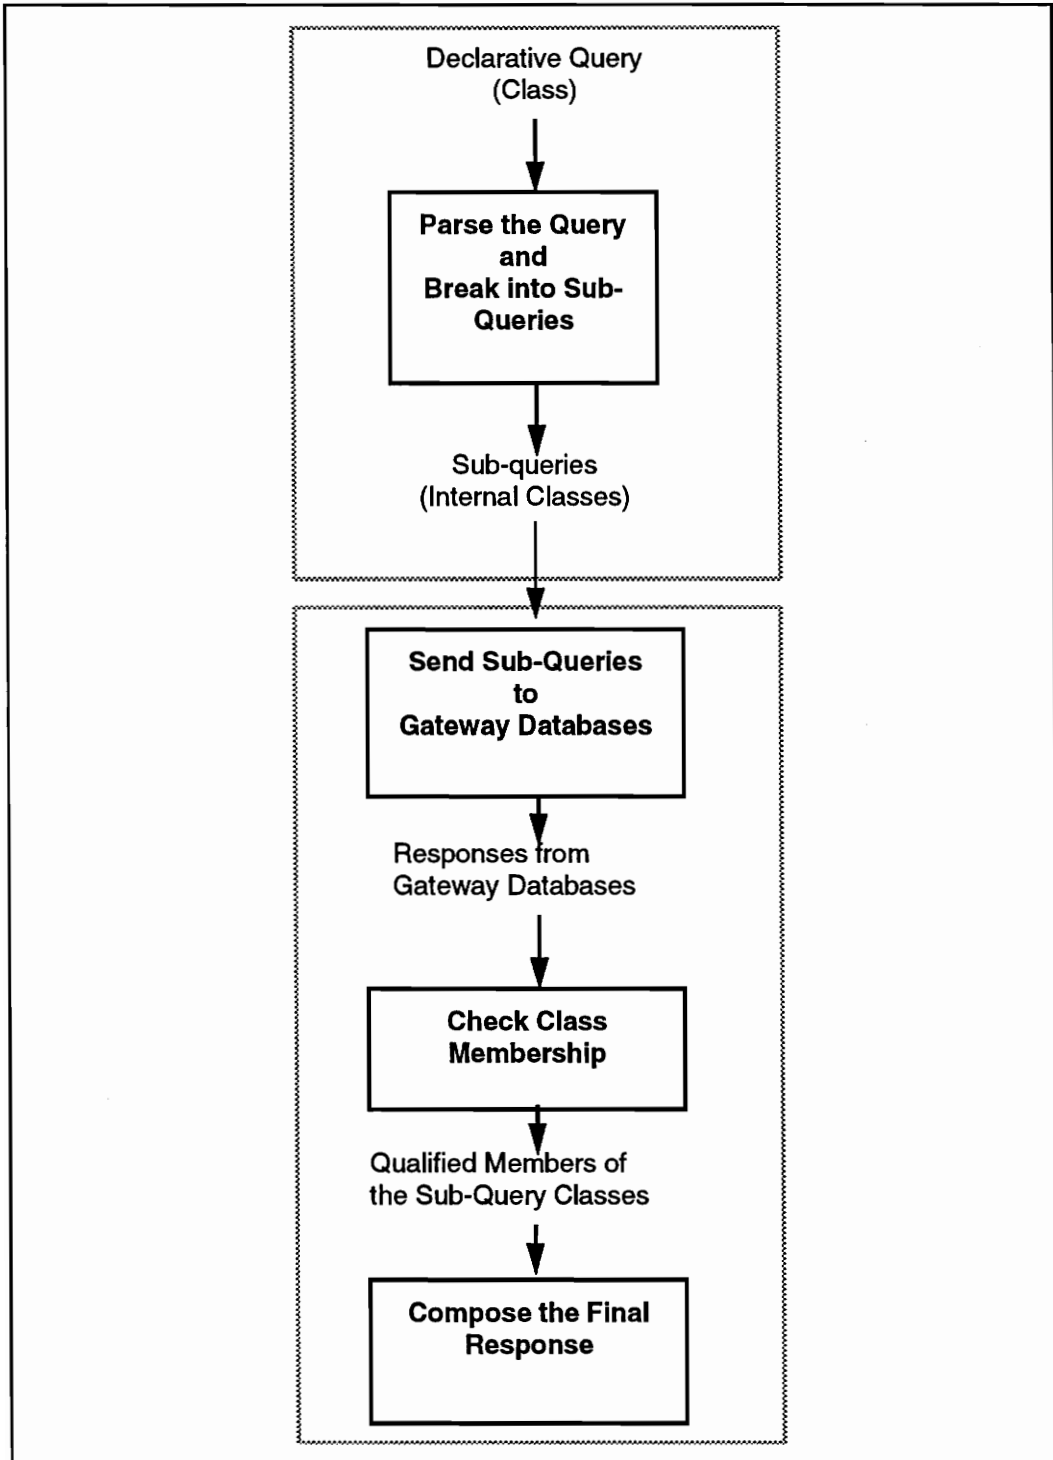 Declarative Query
(Class)
Parse the Query
and
Break into Sub-
Queries
Sub-queries
(Internal Classes)
Send Sub-Queries
to
Gateway Databases
Responses from
Gateway Databases
Check Class
Membership
Qualified Members of
the Sub-Query Classes
Compose the Final
Response